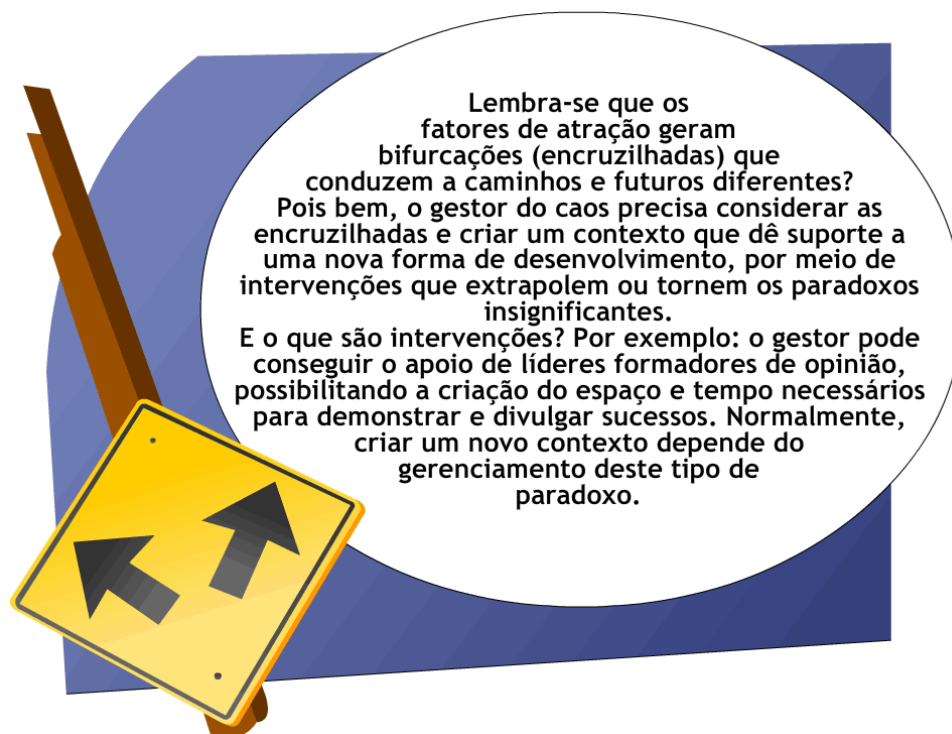 Lembra-se que os
fatores de atração geram
bifurcações (encruzilhadas) que
conduzem a caminhos e futuros diferentes?
Pois bem, o gestor do caos precisa considerar as
encruzilhadas e criar um contexto que dê suporte a
uma nova forma de desenvolvimento, por meio de
intervenções que extrapolem ou tornem os paradoxos
insignificantes.
E o que são intervenções? Por exemplo: o gestor pode
conseguir o apoio de líderes formadores de opinião,
possibilitando a criação do espaço e tempo necessários
para demonstrar e divulgar sucessos. Normalmente,
criar um novo contexto depende do
gerenciamento deste tipo de
paradoxo.